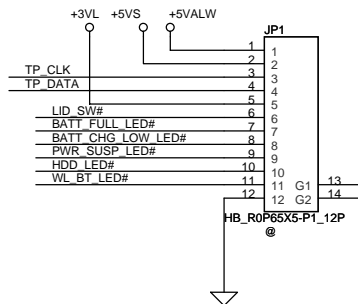 +3VL +5VS +5VALW
JP1
1 1
2 2
TP_CLK 3 3
TP_DATA 4 4
5 5
LID_SW# 6 6
BATT_FULL_LED# 7 7
BATT_CHG_LOW_LED# 8 8
PWR_SUSP_LED# 9 9
HDD_LED# 10 10
WL_BT_LED# 11 11 G1 13
12 12 G2 14
HB_R0P65X5-P1_12P
@